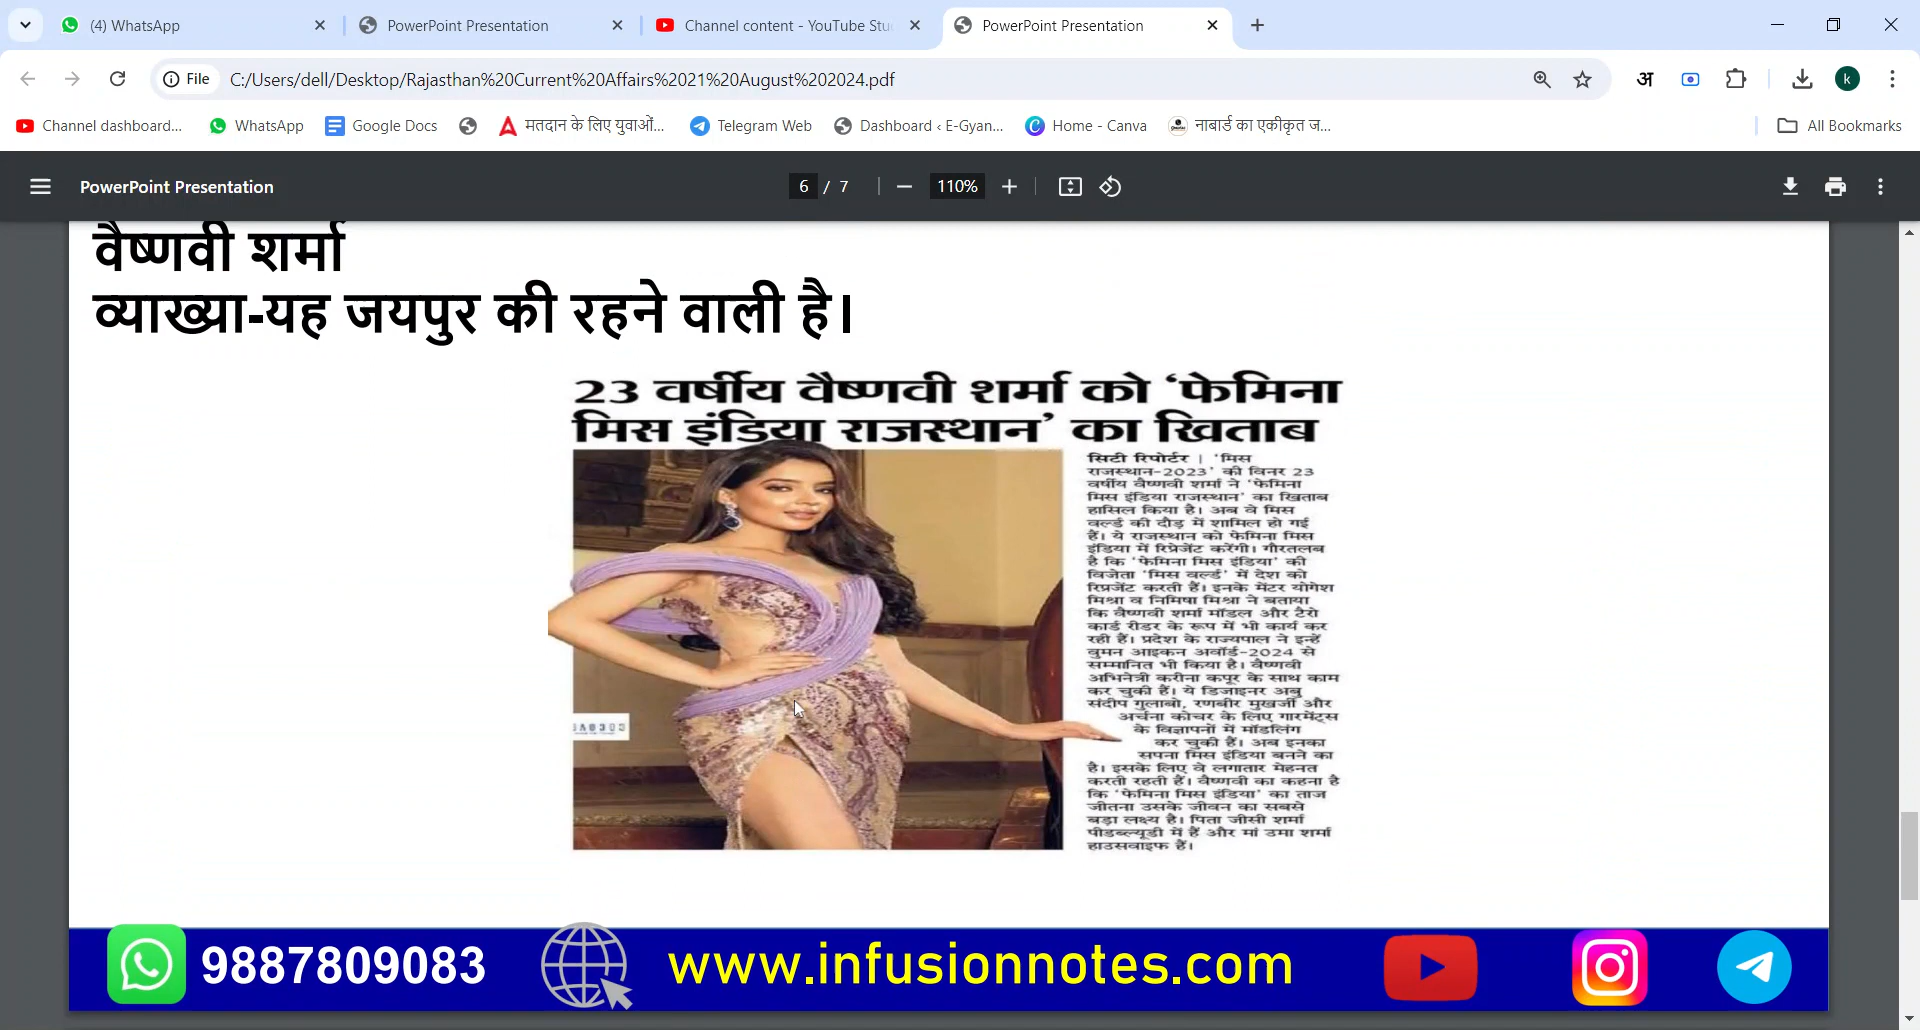 (4) WhatsApp
PowerPoint Presentation
Channel content - YouTube Stu
PowerPoint Presentation
File
C:/Users/dell/Desktop/Rajasthan%20Current%20Affairs%2021%20August%202024.pdf
अ
k
Channel dashboard...
WhatsApp
Google Docs
मतदान के लिए युवाओं...
Telegram Web
Dashboard ‹ E-Gyan...
Home - Canva
नाबार्ड का एकीकृत ज...
All Bookmarks
PowerPoint Presentation
6 / 7
110%
वैष्णवी शर्मा
व्याख्या-यह जयपुर की रहने वाली है।
23 वर्षीय वैष्णवी शर्मा को ‘फेमिना
मिस इंडिया राजस्थान’ का खिताब
सिटी रिपोर्टर | ‘मिस
राजस्थान-2023’ की विनर 23
वर्षीय वैष्णवी शर्मा ने ‘फेमिना
मिस इंडिया राजस्थान’ का खिताब
हासिल किया है। अब वे मिस
वर्ल्ड की दौड़ में शामिल हो गई
हैं। ये राजस्थान को फेमिना मिस
इंडिया में रिप्रेजेंट करेंगी। गौरतलब
है कि ‘फेमिना मिस इंडिया’ की
विजेता ‘मिस वर्ल्ड’ में देश को
रिप्रजेंट करती हैं। इनके मेंटर योगेश
मिश्रा व निमिषा मिश्रा ने बताया
कि वैष्णवी शर्मा मॉडल और टैरो
कार्ड रीडर के रूप में भी कार्य कर
रही हैं। प्रदेश के राज्यपाल ने इन्हें
वुमन आइकन अवॉर्ड-2024 से
सम्मानित भी किया है। वैष्णवी
अभिनेत्री करीना कपूर के साथ काम
कर चुकी हैं। ये डिजाइनर अबु
संदीप गुलाबो, रणबीर मुखर्जी और
अर्चना कोचर के लिए गारमेंट्स
के विज्ञापनों में मॉडलिंग
कर चुकी हैं। अब इनका
सपना मिस इंडिया बनने का
है। इसके लिए वे लगातार मेहनत
करती रहती हैं। वैष्णवी का कहना है
कि ‘फेमिना मिस इंडिया’ का ताज
जीतना उसके जीवन का सबसे
बड़ा लक्ष्य है। पिता जीसी शर्मा
पीडब्ल्यूडी में हैं और मां उमा शर्मा
हाउसवाइफ हैं।
9887809083
www.infusionnotes.com